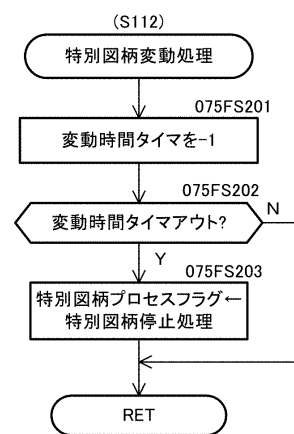 (S112)
特別図柄変動処理
075FS201
変動時間タイマを-1
075FS202
変動時間タイマアウト?
N
Y
075FS203
特別図柄プロセスフラグ←
特別図柄停止処理
RET